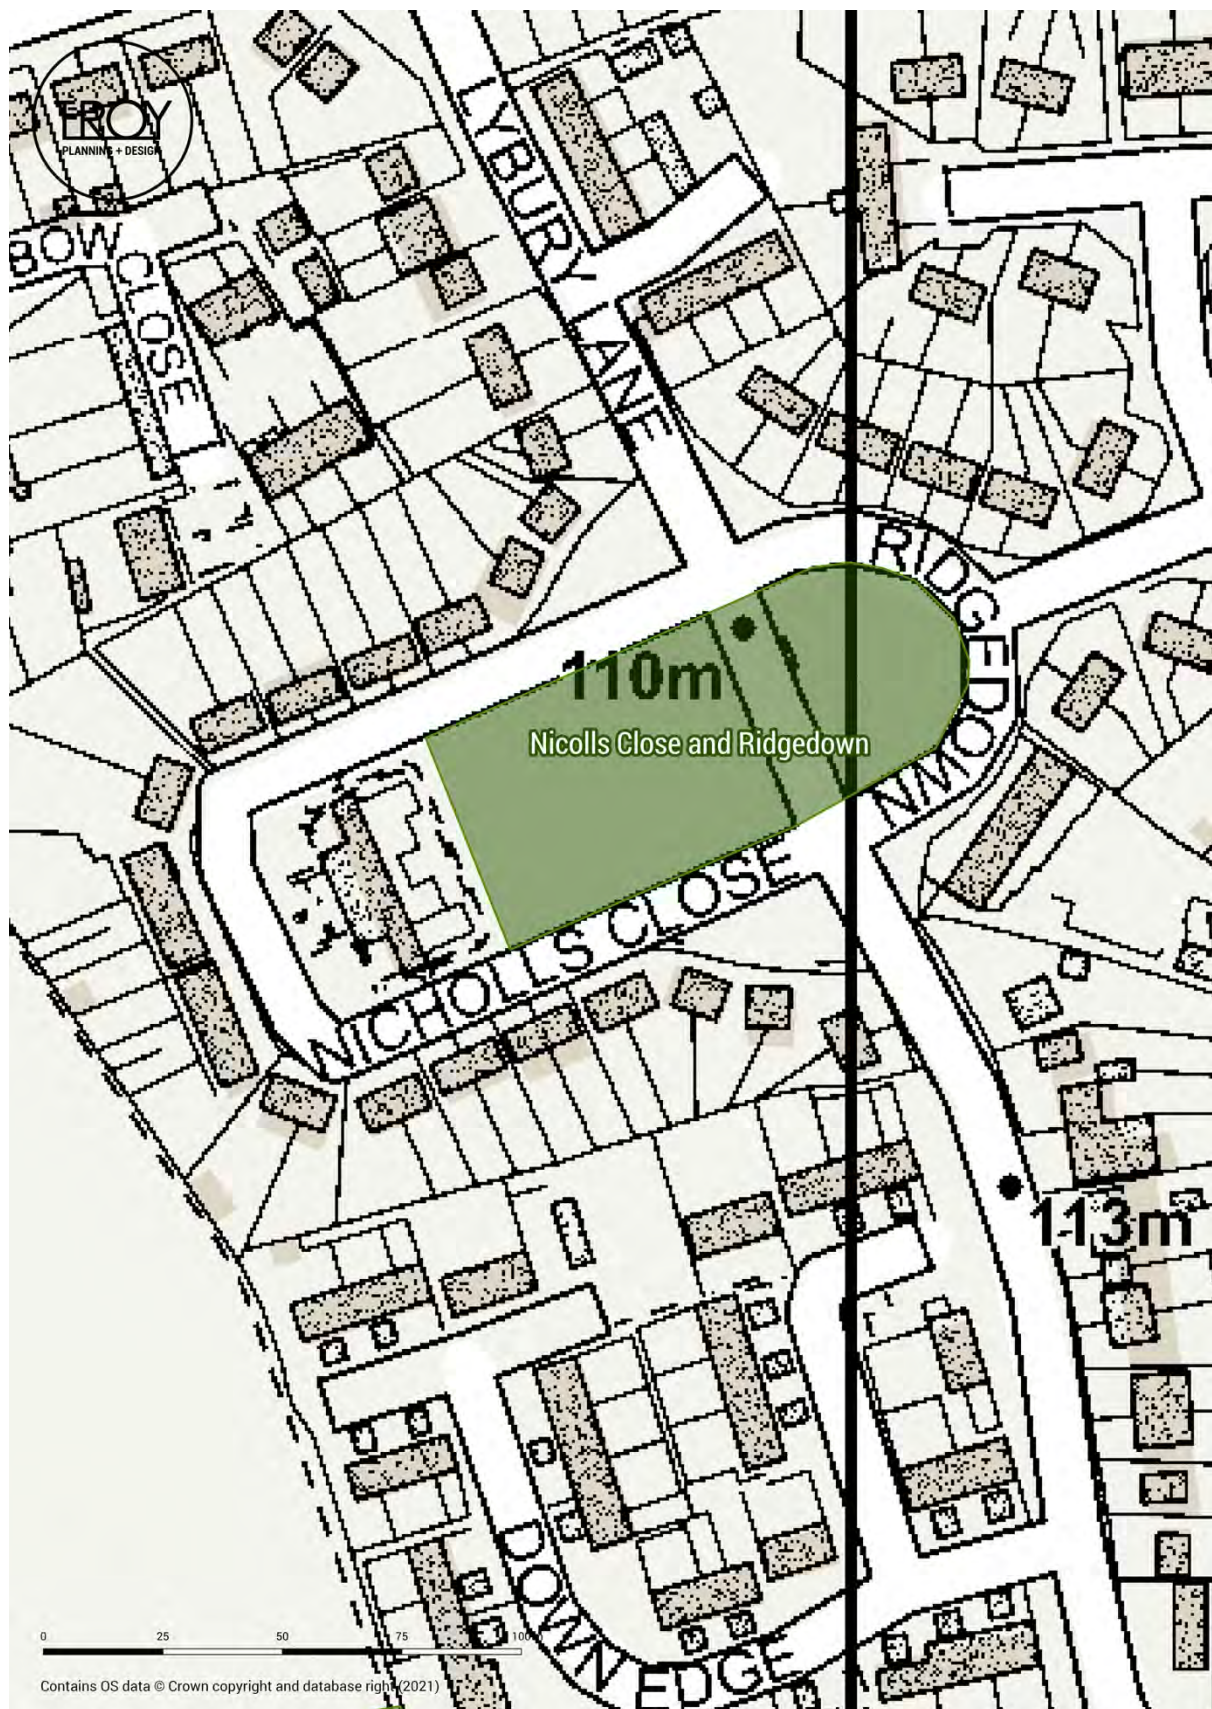 TROY
PLANNING + DESIGN
LYBURY LANE
BOW
CLOSE
RIDGEDOWN
110m
Nicolls Close and Ridgedown
NICHOLLS CLOSE
113m
DOWN EDGE
0 25 50 75 100
Contains OS data © Crown copyright and database right (2021)